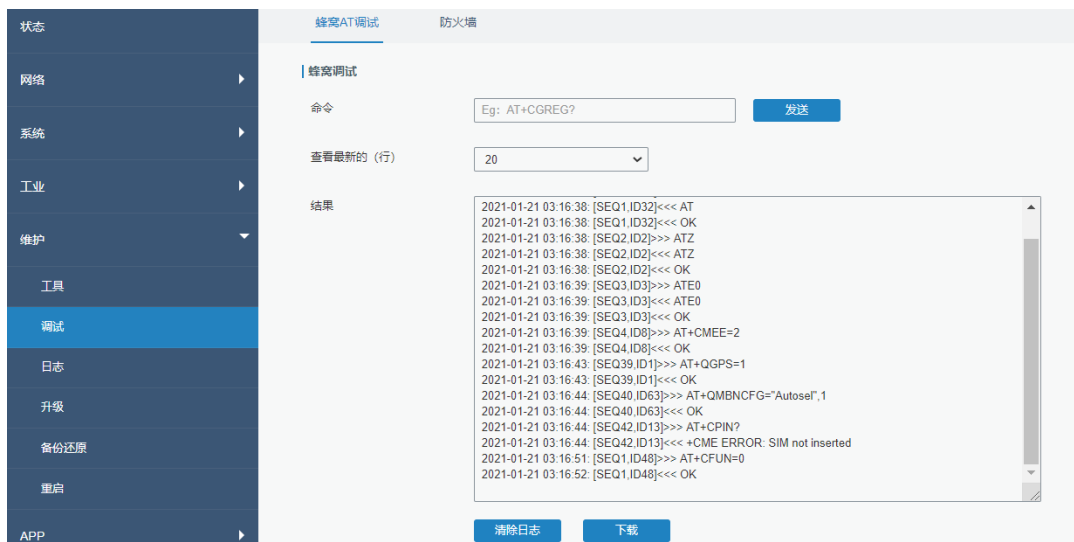 状态
网络
系统
工业
维护
工具
调试
日志
升级
备份还原
重启
APP
蜂窝AT调试 防火墙
蜂窝调试
命令 Eg: AT+CGREG? 发送
查看最新的（行） 20
结果
2021-01-21 03:16:38: [SEQ1,ID32]<<< AT
2021-01-21 03:16:38: [SEQ1,ID32]<<< OK
2021-01-21 03:16:38: [SEQ2,ID2]>>> ATZ
2021-01-21 03:16:38: [SEQ2,ID2]<<< ATZ
2021-01-21 03:16:38: [SEQ2,ID2]<<< OK
2021-01-21 03:16:39: [SEQ3,ID3]>>> ATE0
2021-01-21 03:16:39: [SEQ3,ID3]<<< ATE0
2021-01-21 03:16:39: [SEQ3,ID3]<<< OK
2021-01-21 03:16:39: [SEQ4,ID8]>>> AT+CMEE=2
2021-01-21 03:16:39: [SEQ4,ID8]<<< OK
2021-01-21 03:16:43: [SEQ39,ID1]>>> AT+QGPS=1
2021-01-21 03:16:43: [SEQ39,ID1]<<< OK
2021-01-21 03:16:44: [SEQ40,ID63]>>> AT+QMBNCFG="Autosel",1
2021-01-21 03:16:44: [SEQ40,ID63]<<< OK
2021-01-21 03:16:44: [SEQ42,ID13]>>> AT+CPIN?
2021-01-21 03:16:44: [SEQ42,ID13]<<< +CME ERROR: SIM not inserted
2021-01-21 03:16:51: [SEQ1,ID48]>>> AT+CFUN=0
2021-01-21 03:16:52: [SEQ1,ID48]<<< OK
清除日志 下载